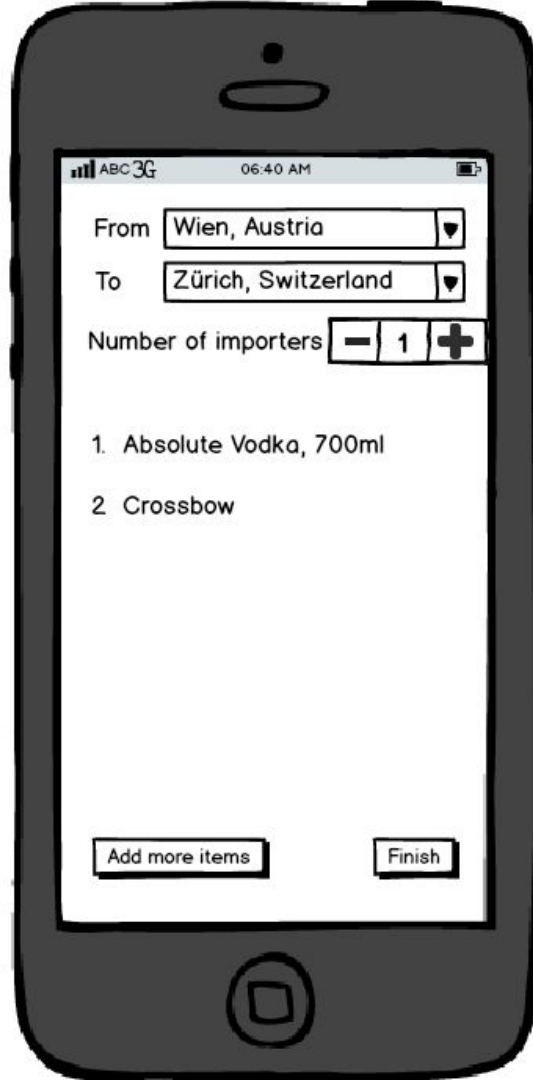 ABC 3G 06:40 AM
From Wien, Austria
To Zürich, Switzerland
Number of importers 1
1. Absolute Vodka, 700ml
2 Crossbow
Add more items Finish